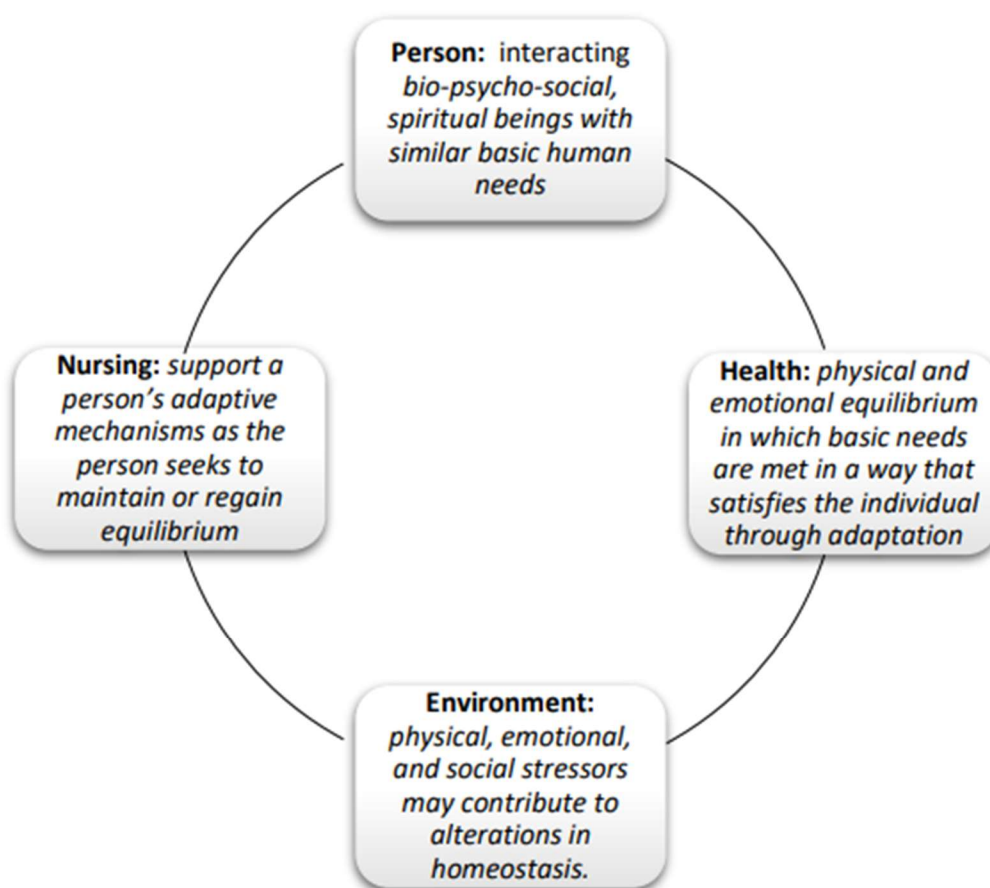 Person: interacting
bio-psycho-social,
spiritual beings with
similar basic human
needs
Nursing: support a
person's adaptive
mechanisms as the
person seeks to
maintain or regain
equilibrium
Health: physical and
emotional equilibrium
in which basic needs
are met in a way that
satisfies the individual
through adaptation
Environment:
physical, emotional,
and social stressors
may contribute to
alterations in
homeostasis.